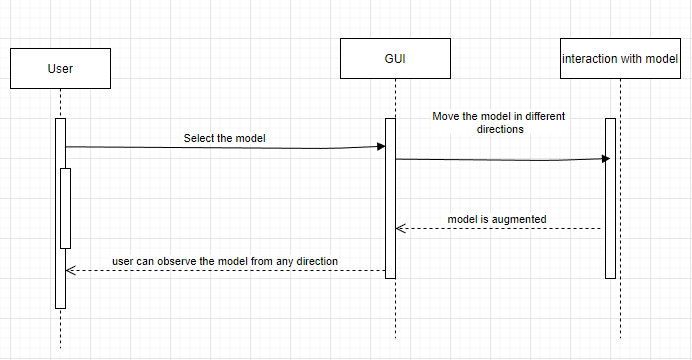 User
GUI
interaction with model
Select the model
Move the model in different
directions
model is augmented
user can observe the model from any direction